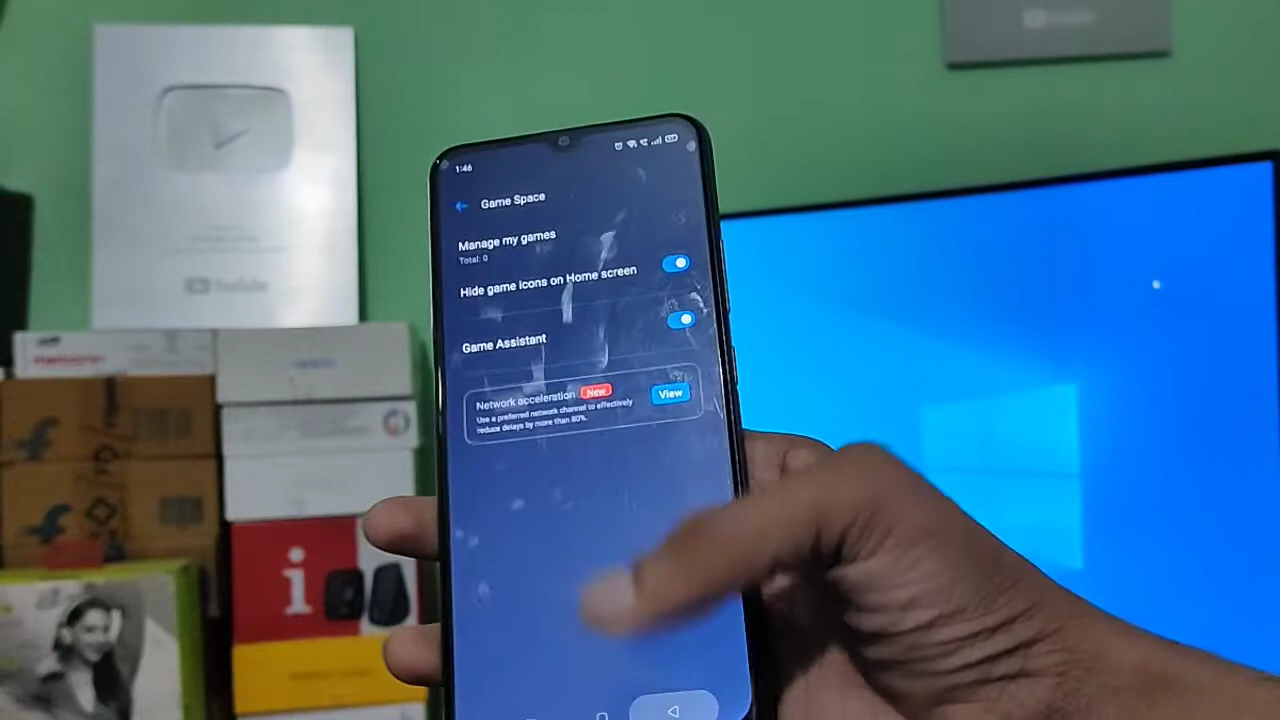 1:46
Game Space
Manage my games
Total: 0
Hide game icons on Home screen
Game Assistant
Network acceleration New
View
Use a preferred network channel to effectively
reduce delays by more than 80%.
i